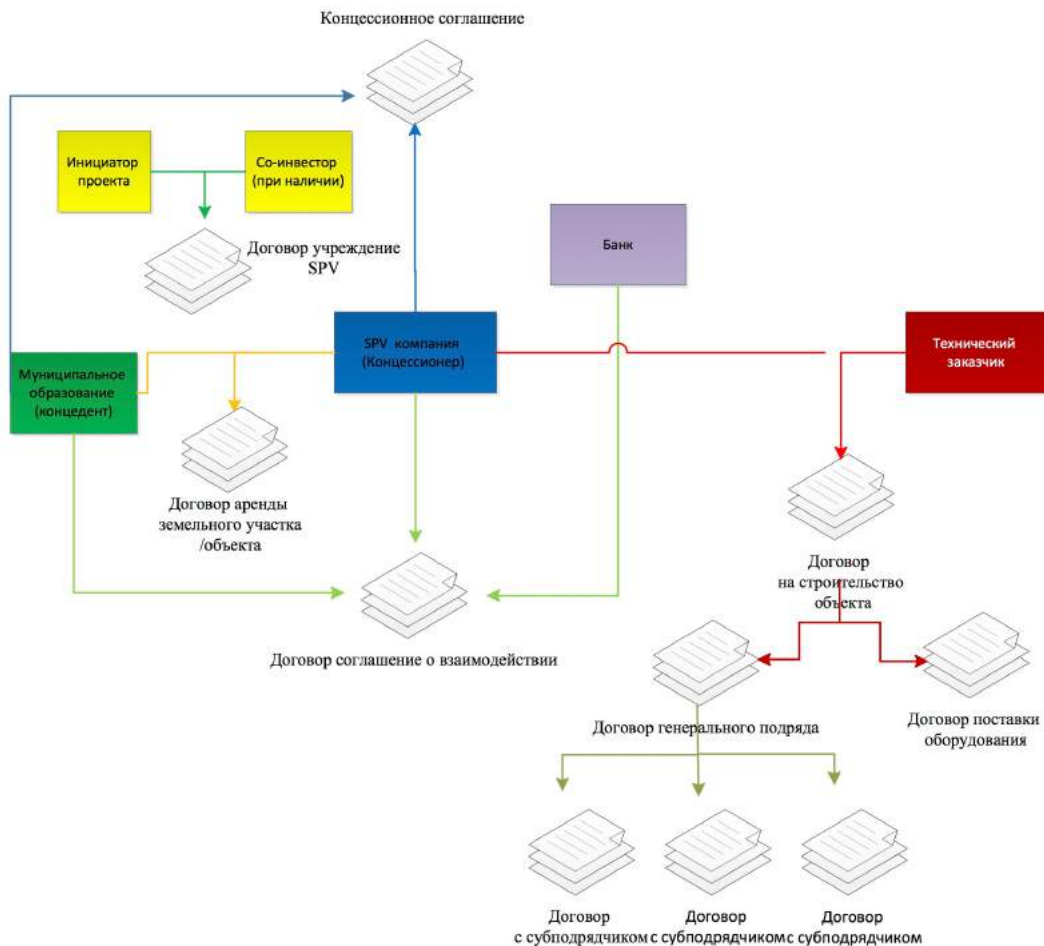 Концессионное соглашение
Инициатор
проекта
Со-инвестор
(при наличии)
Договор учреждение
SPV
Банк
SPV компания
(Концессионер)
Технический
заказчик
Муниципальное
образование
(концедент)
Договор аренды
земельного участка
/объекта
Договор
на строительство
объекта
Договор соглашение о взаимодействии
Договор генерального подряда
Договор поставки
оборудования
Договор
с субподрядчиком
Договор
с субподрядчиком
Договор
с субподрядчиком